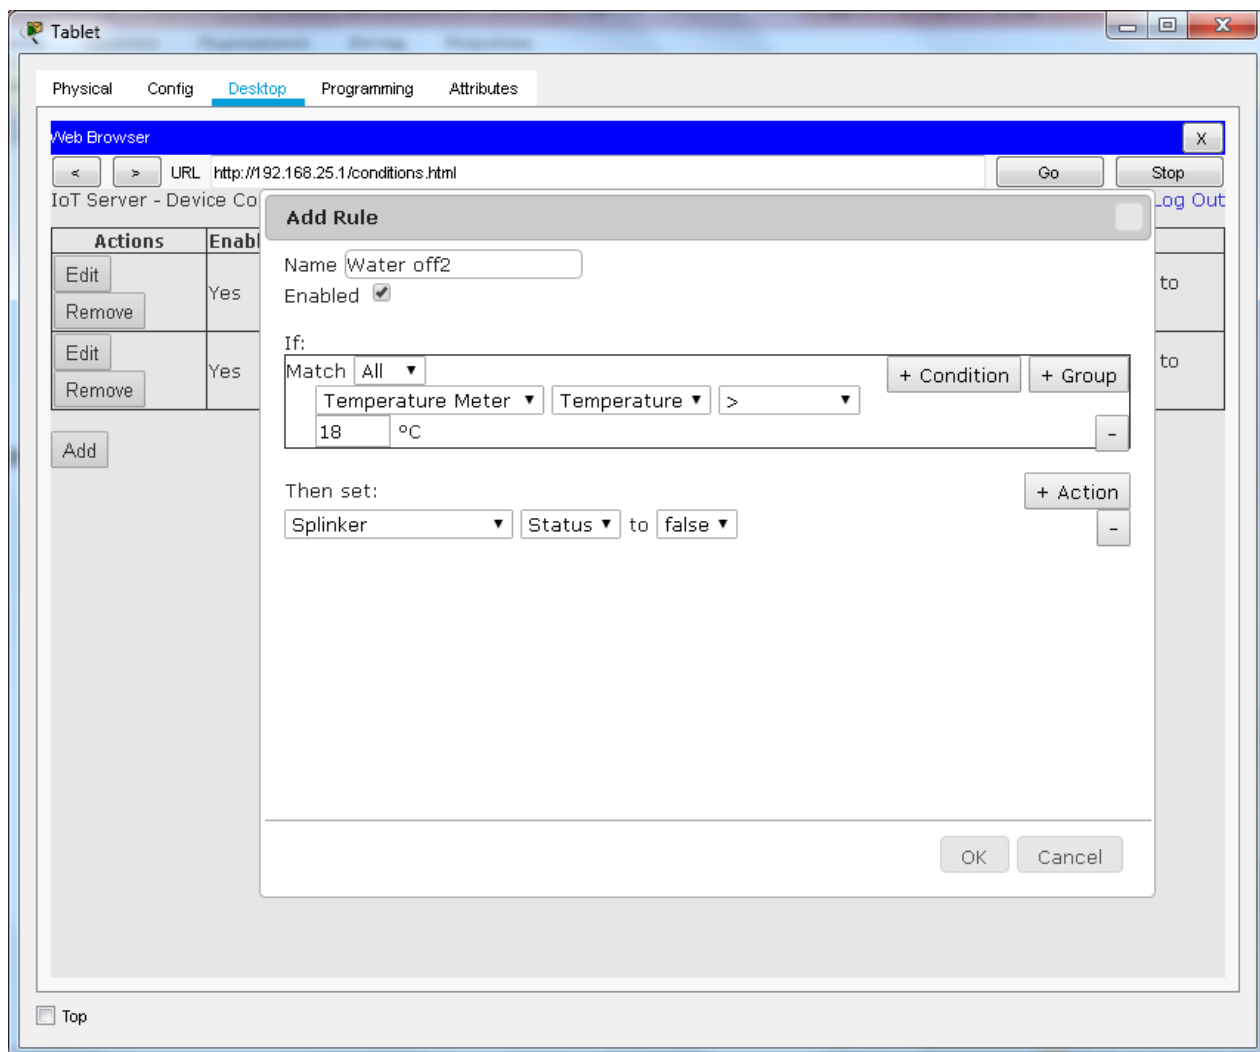 Tablet
Physical Config Desktop Programming Attributes
Web Browser X
< > URL http://192.168.25.1/conditions.html Go Stop
IoT Server - Device Co Log Out
Add Rule
Actions Enabl
Name Water off2
Edit to
Yes Enabled
Remove
If:
Edit Match All + Condition + Group to
Yes
Remove Temperature Meter Temperature >
18 °C -
Add
Then set: + Action
Splinker Status to false -
OK Cancel
Top